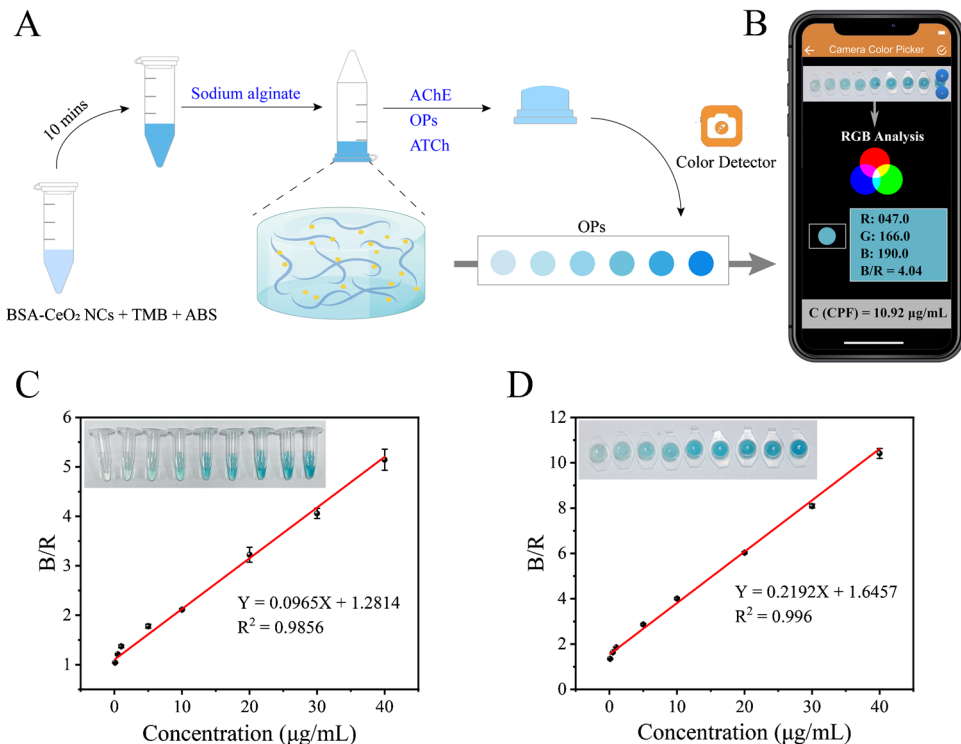 A
10 mins
Sodium alginate
AChE
OPs
ATCh
Color Detector
OPs
BSA-CeO₂ NCs + TMB + ABS
B
Camera Color Picker
RGB Analysis
R: 047.0
G: 166.0
B: 190.0
B/R = 4.04
C (CPF) = 10.92 μg/mL
C
6
5
4
3
2
1
B/R
Y = 0.0965X + 1.2814
R² = 0.9856
0 10 20 30 40
Concentration (μg/mL)
D
12
10
8
6
4
2
0
B/R
Y = 0.2192X + 1.6457
R² = 0.996
0 10 20 30 40
Concentration (μg/mL)